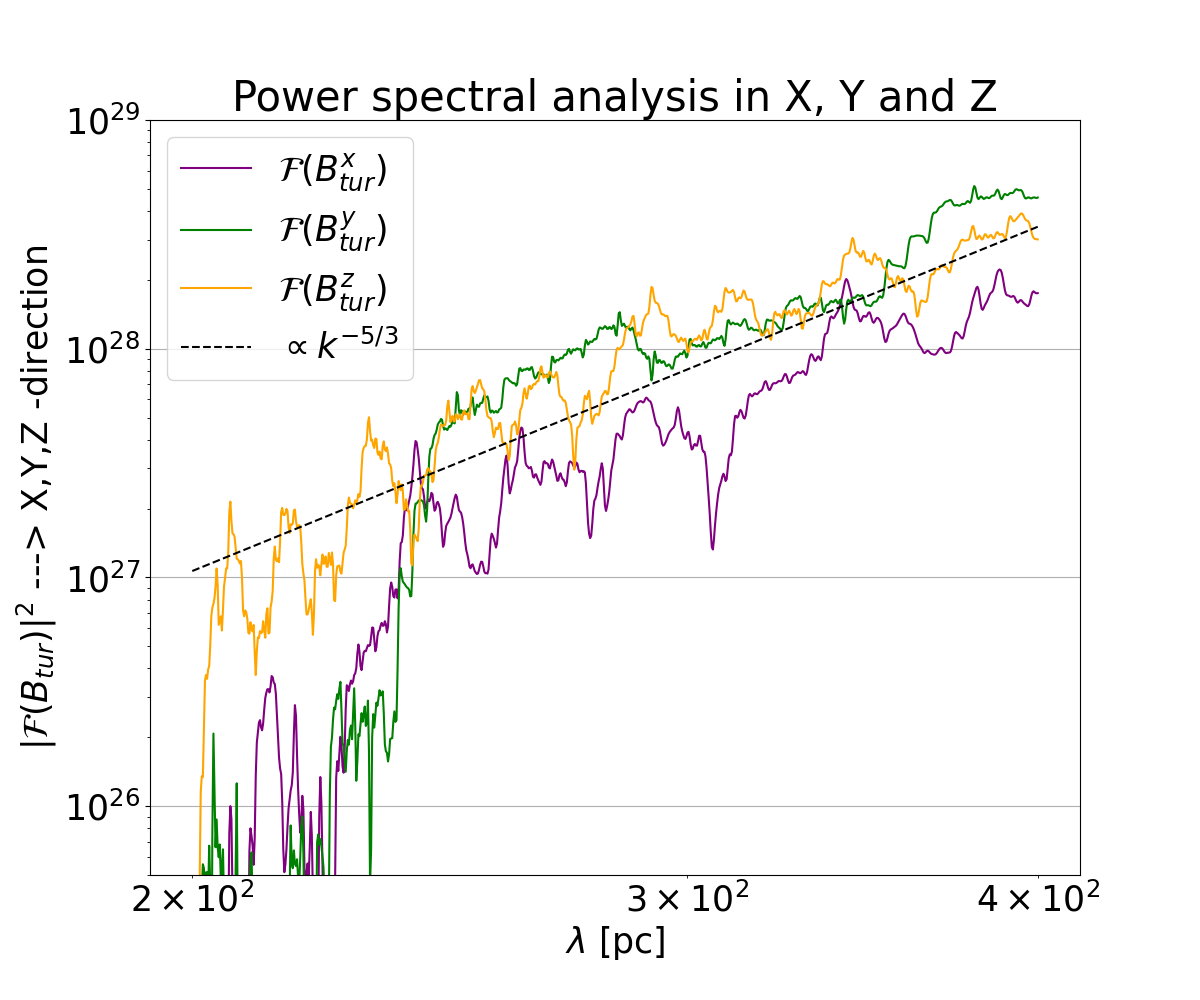 Power spectral analysis in X, Y and Z
10^29
10^28
10^27
10^26
|ℱ(B_tur)|^2 ---> X,Y,Z -direction
ℱ(B^x_tur)
ℱ(B^y_tur)
ℱ(B^z_tur)
∝ k^−5/3
2 × 10^2
3 × 10^2
4 × 10^2
λ [pc]